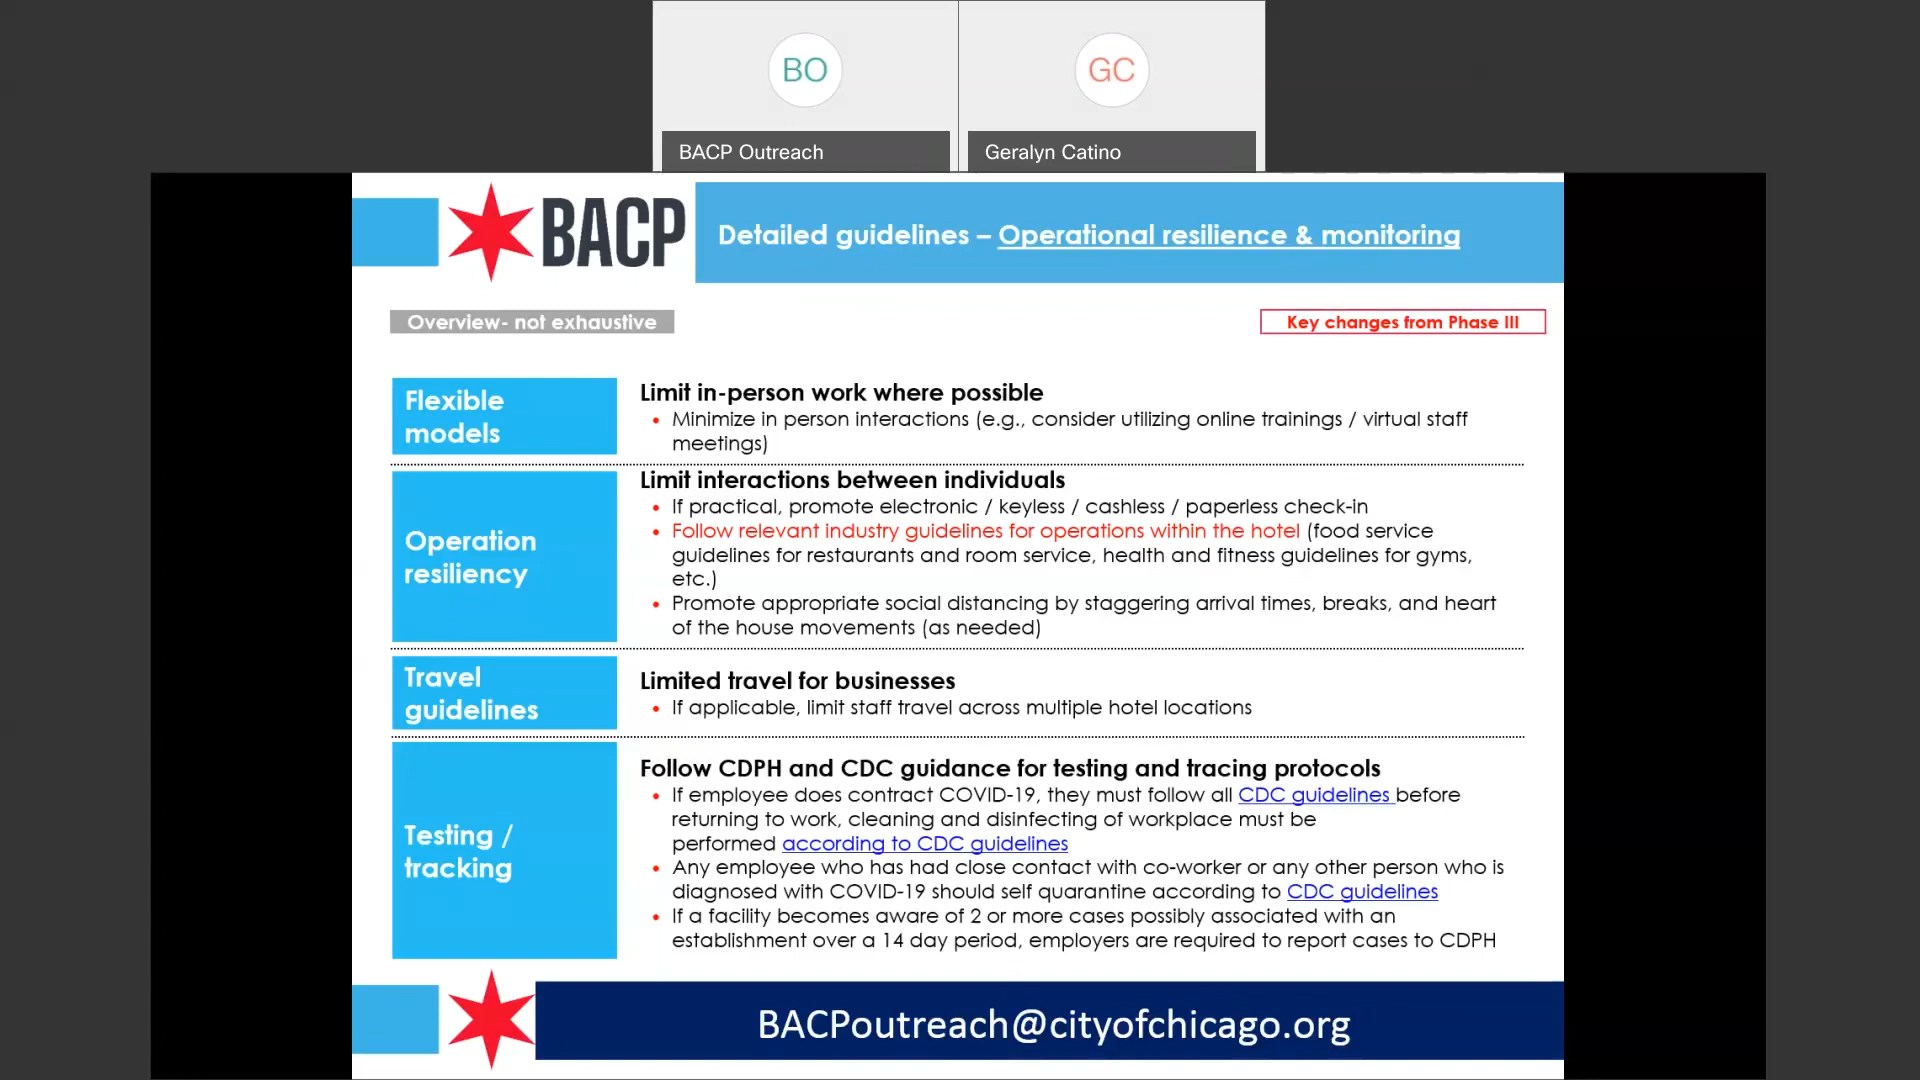 BO
GC
BACP Outreach
Geralyn Catino
BACP
Detailed guidelines – Operational resilience & monitoring
Overview- not exhaustive
Key changes from Phase III
Flexible
models
Limit in-person work where possible
• Minimize in person interactions (e.g., consider utilizing online trainings / virtual staff
meetings)
Operation
resiliency
Limit interactions between individuals
• If practical, promote electronic / keyless / cashless / paperless check-in
• Follow relevant industry guidelines for operations within the hotel (food service
guidelines for restaurants and room service, health and fitness guidelines for gyms,
etc.)
• Promote appropriate social distancing by staggering arrival times, breaks, and heart
of the house movements (as needed)
Travel
guidelines
Limited travel for businesses
• If applicable, limit staff travel across multiple hotel locations
Testing /
tracking
Follow CDPH and CDC guidance for testing and tracing protocols
• If employee does contract COVID-19, they must follow all CDC guidelines before
returning to work, cleaning and disinfecting of workplace must be
performed according to CDC guidelines
• Any employee who has had close contact with co-worker or any other person who is
diagnosed with COVID-19 should self quarantine according to CDC guidelines
• If a facility becomes aware of 2 or more cases possibly associated with an
establishment over a 14 day period, employers are required to report cases to CDPH
BACPoutreach@cityofchicago.org